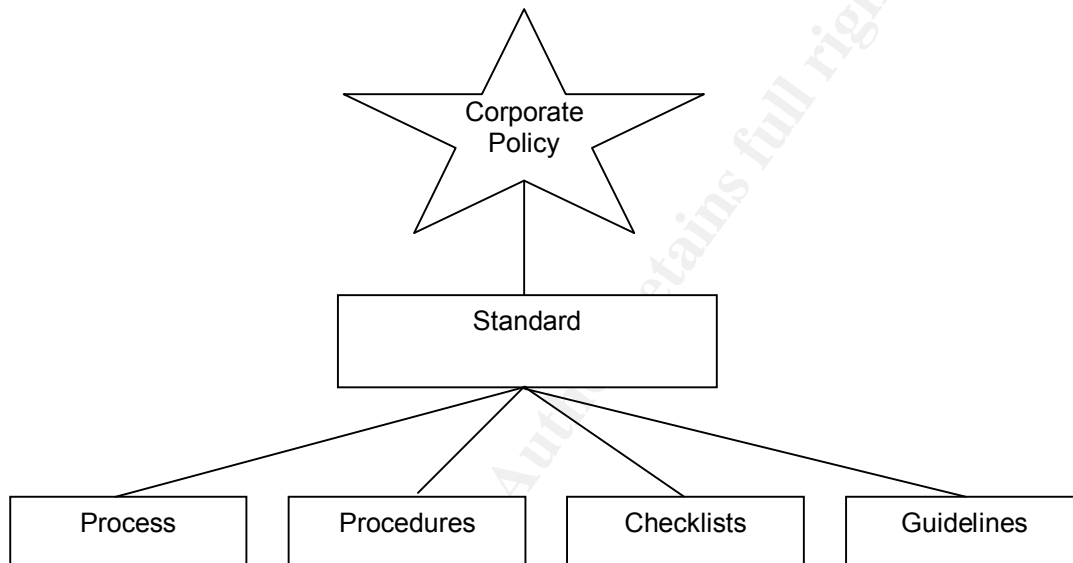 Corporate
Policy
Standard
Process
Procedures
Checklists
Guidelines